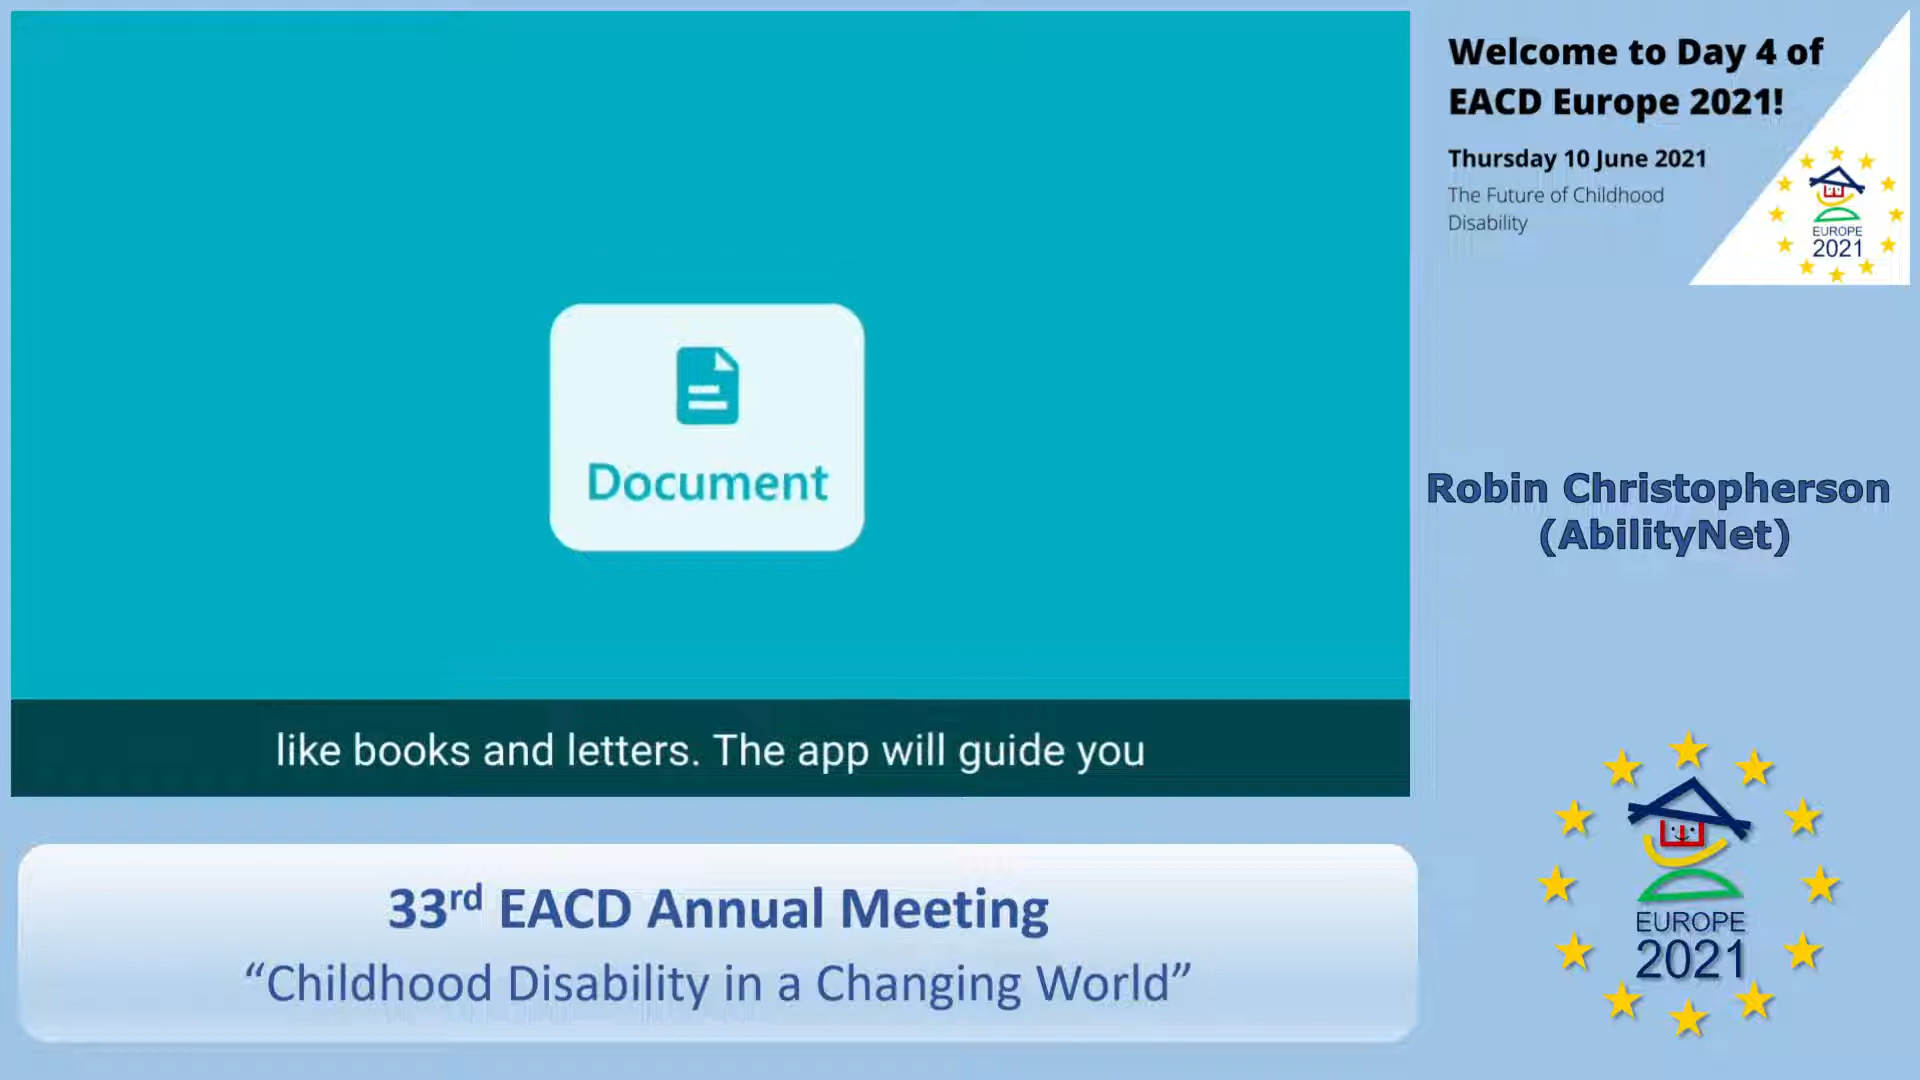 Document
like books and letters. The app will guide you
Welcome to Day 4 of
EACD Europe 2021!
Thursday 10 June 2021
The Future of Childhood
Disability
EUROPE
2021
Robin Christopherson
(AbilityNet)
33rd EACD Annual Meeting
“Childhood Disability in a Changing World”
EUROPE
2021